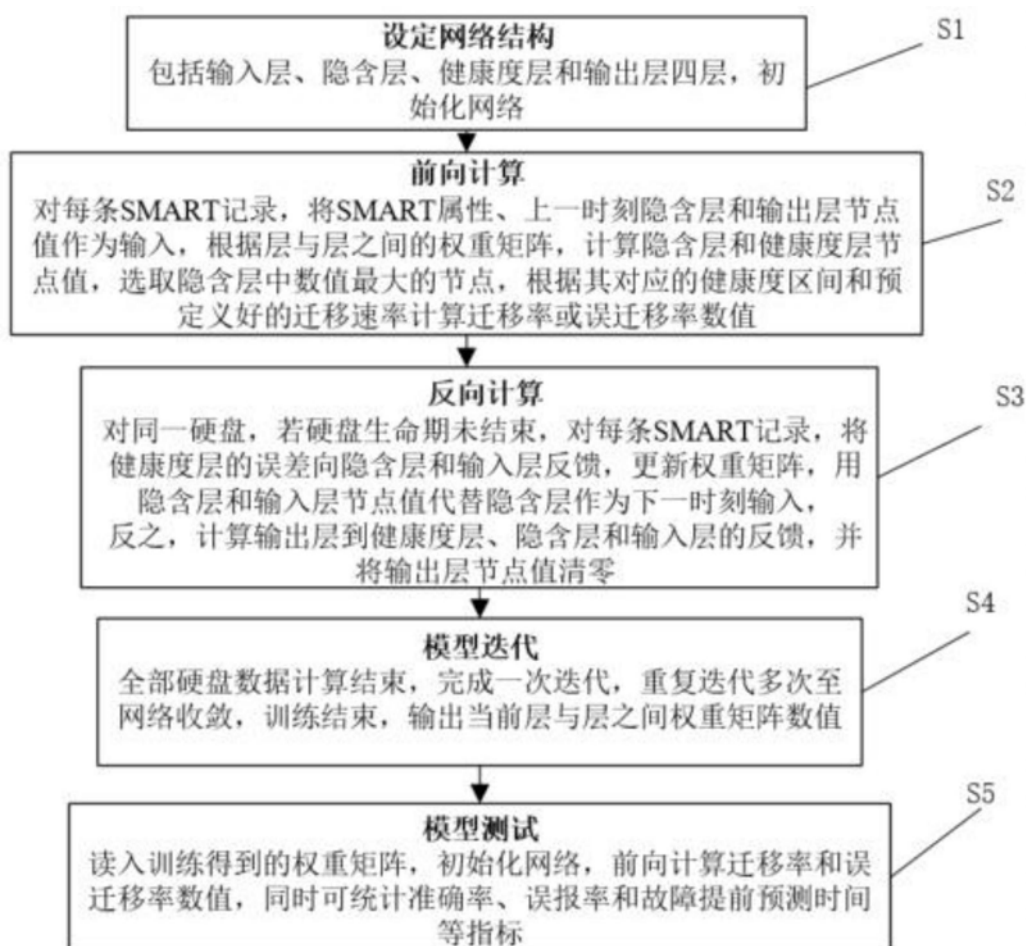 设定网络结构
包括输入层、隐含层、健康度层和输出层四层，初
始化网络
S1
前向计算
对每条SMART记录，将SMART属性、上一时刻隐含层和输出层节点
值作为输入，根据层与层之间的权重矩阵，计算隐含层和健康度层节
点值，选取隐含层中数值最大的节点，根据其对应的健康度区间和预
定义好的迁移速率计算迁移率或误迁移率数值
S2
反向计算
对同一硬盘，若硬盘生命期未结束，对每条SMART记录，将
健康度层的误差向隐含层和输入层反馈，更新权重矩阵，用
隐含层和输入层节点值代替隐含层作为下一时刻输入，
反之，计算输出层到健康度层、隐含层和输入层的反馈，并
将输出层节点值清零
S3
模型迭代
全部硬盘数据计算结束，完成一次迭代，重复迭代多次至
网络收敛，训练结束，输出当前层与层之间权重矩阵数值
S4
模型测试
读入训练得到的权重矩阵，初始化网络，前向计算迁移率和误
迁移率数值，同时可统计准确率、误报率和故障提前预测时间
等指标
S5